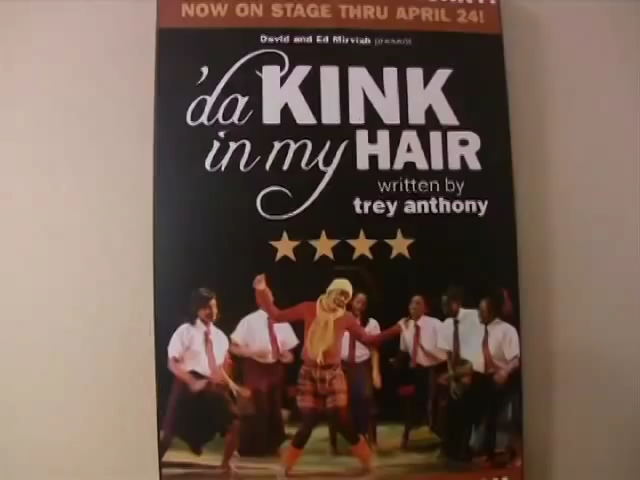 NOW ON STAGE THRU APRIL 24!
David and Ed Mirvish present
'da KINK
in my HAIR
written by
trey anthony